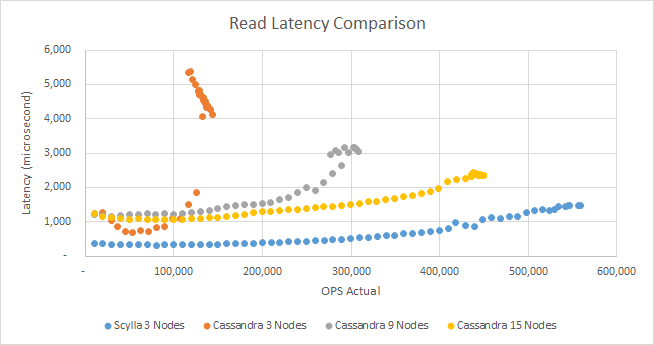 Read Latency Comparison
6,000
5,000
4,000
3,000
2,000
1,000
-
Latency (microsecond)
- 100,000 200,000 300,000 400,000 500,000 600,000
OPS Actual
Scylla 3 Nodes Cassandra 3 Nodes Cassandra 9 Nodes Cassandra 15 Nodes